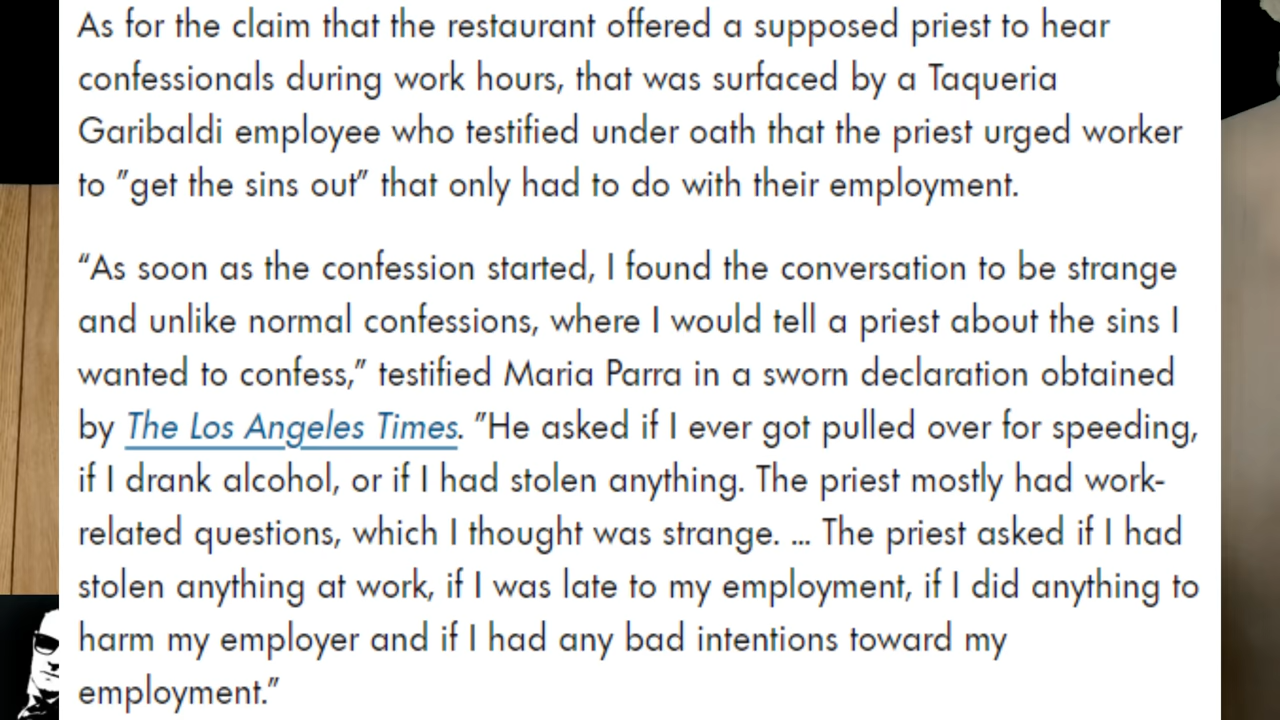 As for the claim that the restaurant offered a supposed priest to hear
confessionals during work hours, that was surfaced by a Taqueria
Garibaldi employee who testified under oath that the priest urged worker
to "get the sins out" that only had to do with their employment.
“As soon as the confession started, I found the conversation to be strange
and unlike normal confessions, where I would tell a priest about the sins I
wanted to confess,” testified Maria Parra in a sworn declaration obtained
by The Los Angeles Times. "He asked if I ever got pulled over for speeding,
if I drank alcohol, or if I had stolen anything. The priest mostly had work-
related questions, which I thought was strange. ... The priest asked if I had
stolen anything at work, if I was late to my employment, if I did anything to
harm my employer and if I had any bad intentions toward my
employment.”